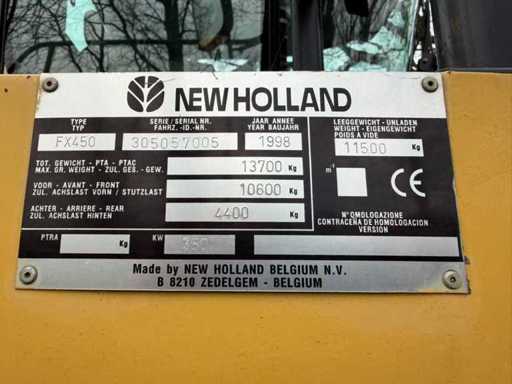 NEW HOLLAND
TYPE
TYP
SERIE / SERIAL NR.
FAHRZ. -ID.-NR.
JAAR ANNEE
YEAR BAUJAHR
LEEGGEWICHT - UNLADEN
WEIGHT - EIGENGEWICHT
POIDS À VIDE
FX450
305057005
1998
11500 Kg
TOT. GEWICHT - PTA - PTAC
MAX. GR. WEIGHT - ZUL. GES. - GEW.
13700 Kg
m³
CE
VOOR - AVANT - FRONT
ZUL. ACHSLAST VORN / STUTZLAST
10600 Kg
ACHTER - ARRIERE - REAR
ZUL. ACHSLAST HINTEN
4400 Kg
N° OMOLOGAZIONE
CONTRACENA DE HOMOLOGACION
VERSION
PTRA Kg
KW 350
Made by NEW HOLLAND BELGIUM N.V.
B 8210 ZEDELGEM - BELGIUM